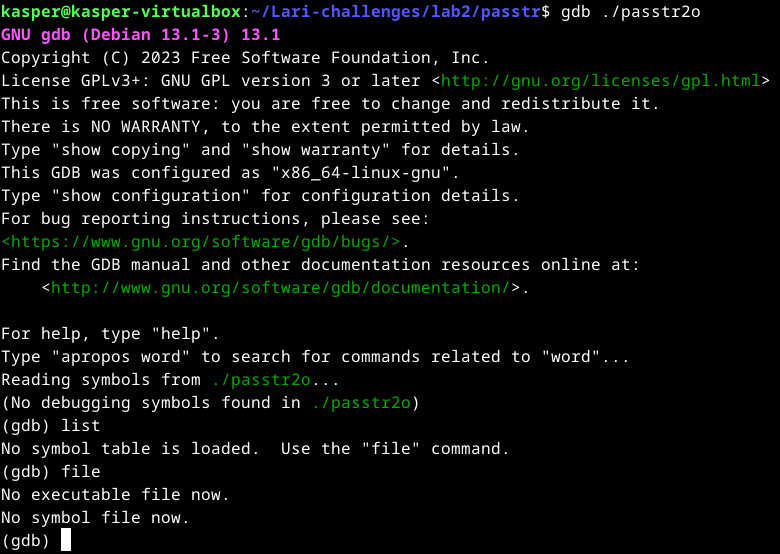 kasper@kasper-virtualbox:~/Lari-challenges/lab2/passtr$ gdb ./passtr2o
GNU gdb (Debian 13.1-3) 13.1
Copyright (C) 2023 Free Software Foundation, Inc.
License GPLv3+: GNU GPL version 3 or later <http://gnu.org/licenses/gpl.html>
This is free software: you are free to change and redistribute it.
There is NO WARRANTY, to the extent permitted by law.
Type "show copying" and "show warranty" for details.
This GDB was configured as "x86_64-linux-gnu".
Type "show configuration" for configuration details.
For bug reporting instructions, please see:
<https://www.gnu.org/software/gdb/bugs/>.
Find the GDB manual and other documentation resources online at:
    <http://www.gnu.org/software/gdb/documentation/>.

For help, type "help".
Type "apropos word" to search for commands related to "word"...
Reading symbols from ./passtr2o...
(No debugging symbols found in ./passtr2o)
(gdb) list
No symbol table is loaded.  Use the "file" command.
(gdb) file
No executable file now.
No symbol file now.
(gdb)